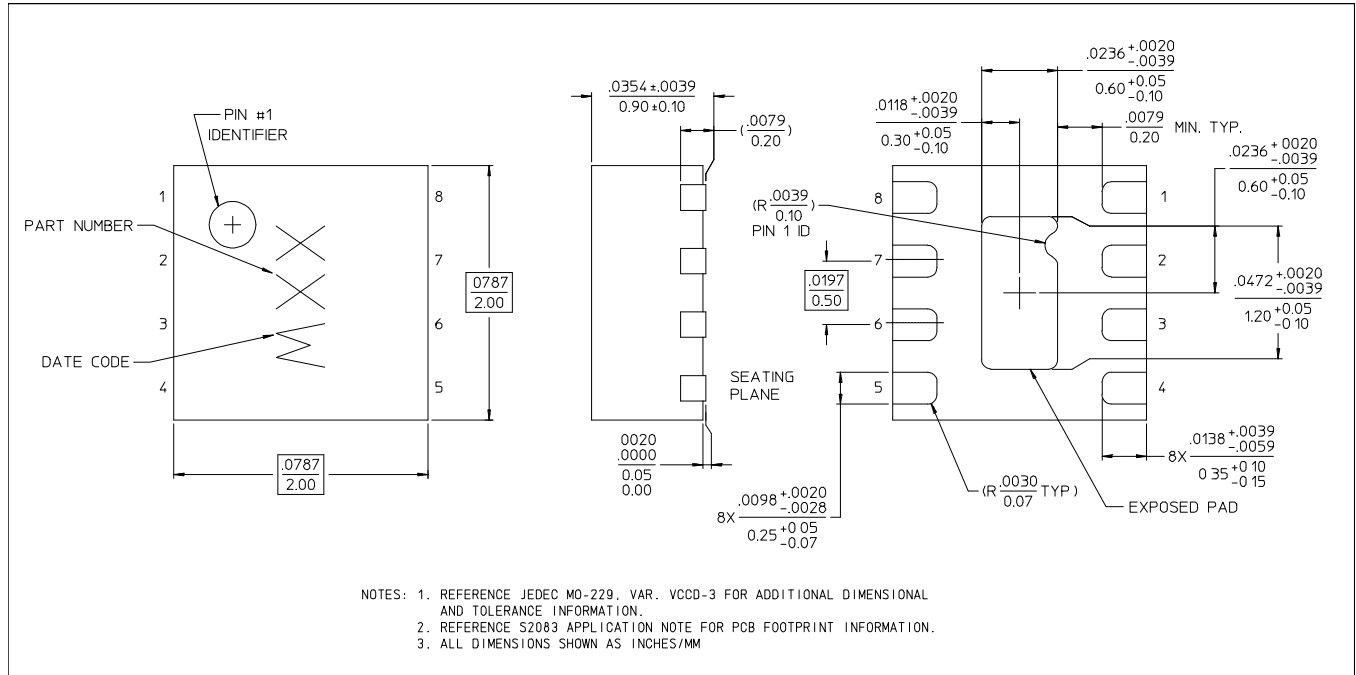 PIN #1
IDENTIFIER
PART NUMBER
DATE CODE
1
2
3
4
8
7
6
5
XX
.0787
2.00
.0787
2.00
.0354 ±.0039
0.90 ±0.10
(.0079)
0.20
SEATING
PLANE
.0020
.0000
0.05
0.00
.0236 +.0020
-.0039
0.60 +0.05
-0.10
.0118 +.0020
-.0039
0.30 +0.05
-0.10
.0079 MIN. TYP.
0.20
.0236 +.0020
-.0039
0.60 +0.05
-0.10
(R .0039)
0.10
PIN 1 ID
.0197
0.50
8
7
6
5
1
2
3
4
.0472 +.0020
-.0039
1.20 +0.05
-0 10
8X .0138 +.0039
-.0059
0 35 +0 10
-0 15
8X .0098 +.0020
-.0028
0.25 +0 05
-0.07
(R .0030 TYP)
0.07
EXPOSED PAD
NOTES: 1. REFERENCE JEDEC MO-229, VAR. VCCD-3 FOR ADDITIONAL DIMENSIONAL
AND TOLERANCE INFORMATION.
2. REFERENCE S2083 APPLICATION NOTE FOR PCB FOOTPRINT INFORMATION.
3. ALL DIMENSIONS SHOWN AS INCHES/MM